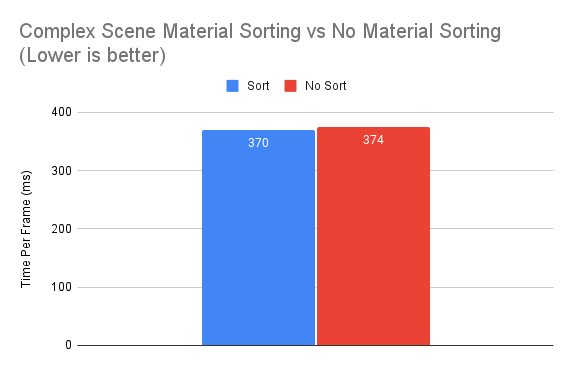 Complex Scene Material Sorting vs No Material Sorting
(Lower is better)
Sort
No Sort
400
300
200
100
0
Time Per Frame (ms)
370
374